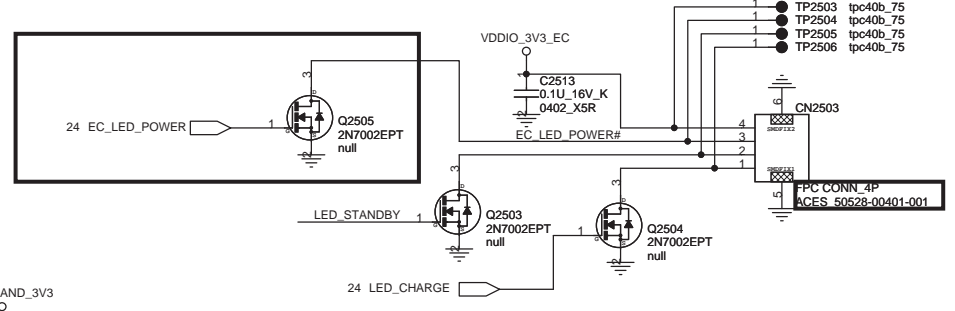 1 TP2503 tpc40b_75
1 TP2504 tpc40b_75
1 TP2505 tpc40b_75
1 TP2506 tpc40b_75
VDDIO_3V3_EC
1
C2513
0.1U_16V_K
0402_X5R
2
3
D
Q2505
2N7002EPT
null
24 EC_LED_POWER
1
G
S
2
EC_LED_POWER#
CN2503
6
SMDFIX2
4
3
2
1
SMDFIX1
5
FPC CONN_4P
ACES_50528-00401-001
3
D
LED_STANDBY
1
G
S
2
Q2503
2N7002EPT
null
3
D
1
G
S
2
Q2504
2N7002EPT
null
24 LED_CHARGE
AND_3V3